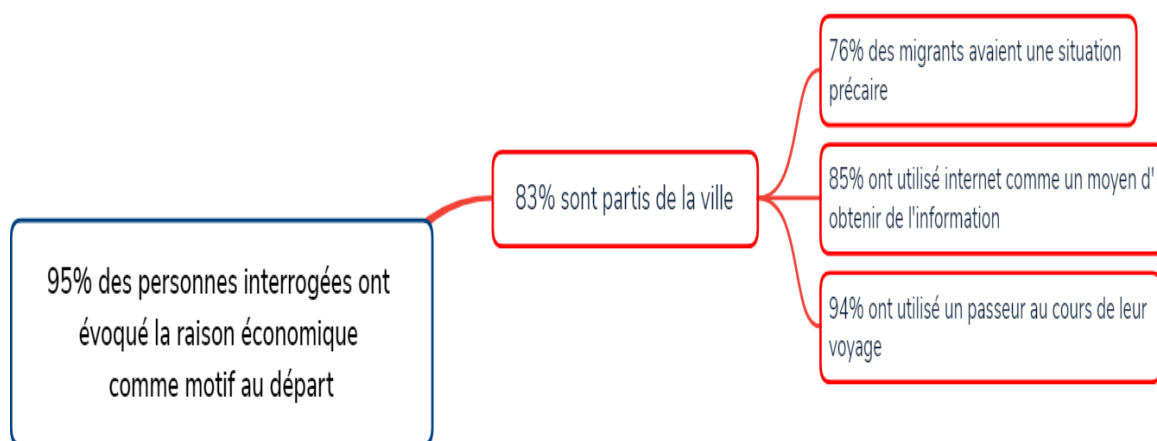 76% des migrants avaient une situation
précaire
83% sont partis de la ville
85% ont utilisé internet comme un moyen d'
obtenir de l'information
95% des personnes interrogées ont
évoqué la raison économique
comme motif au départ
94% ont utilisé un passeur au cours de leur
voyage